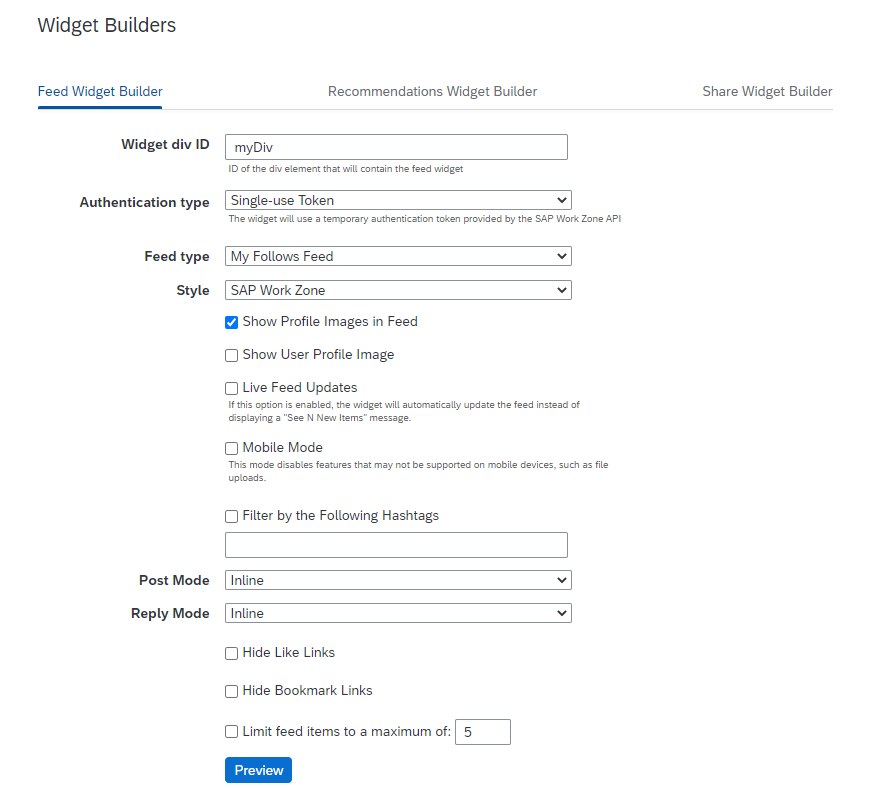 Widget Builders
Feed Widget Builder Recommendations Widget Builder Share Widget Builder
Widget div ID myDiv
ID of the div element that will contain the feed widget
Authentication type Single-use Token
The widget will use a temporary authentication token provided by the SAP Work Zone API
Feed type My Follows Feed
Style SAP Work Zone
Show Profile Images in Feed
Show User Profile Image
Live Feed Updates
If this option is enabled, the widget will automatically update the feed instead of
displaying a "See N New Items" message.
Mobile Mode
This mode disables features that may not be supported on mobile devices, such as file
uploads.
Filter by the Following Hashtags
Post Mode Inline
Reply Mode Inline
Hide Like Links
Hide Bookmark Links
Limit feed items to a maximum of: 5
Preview